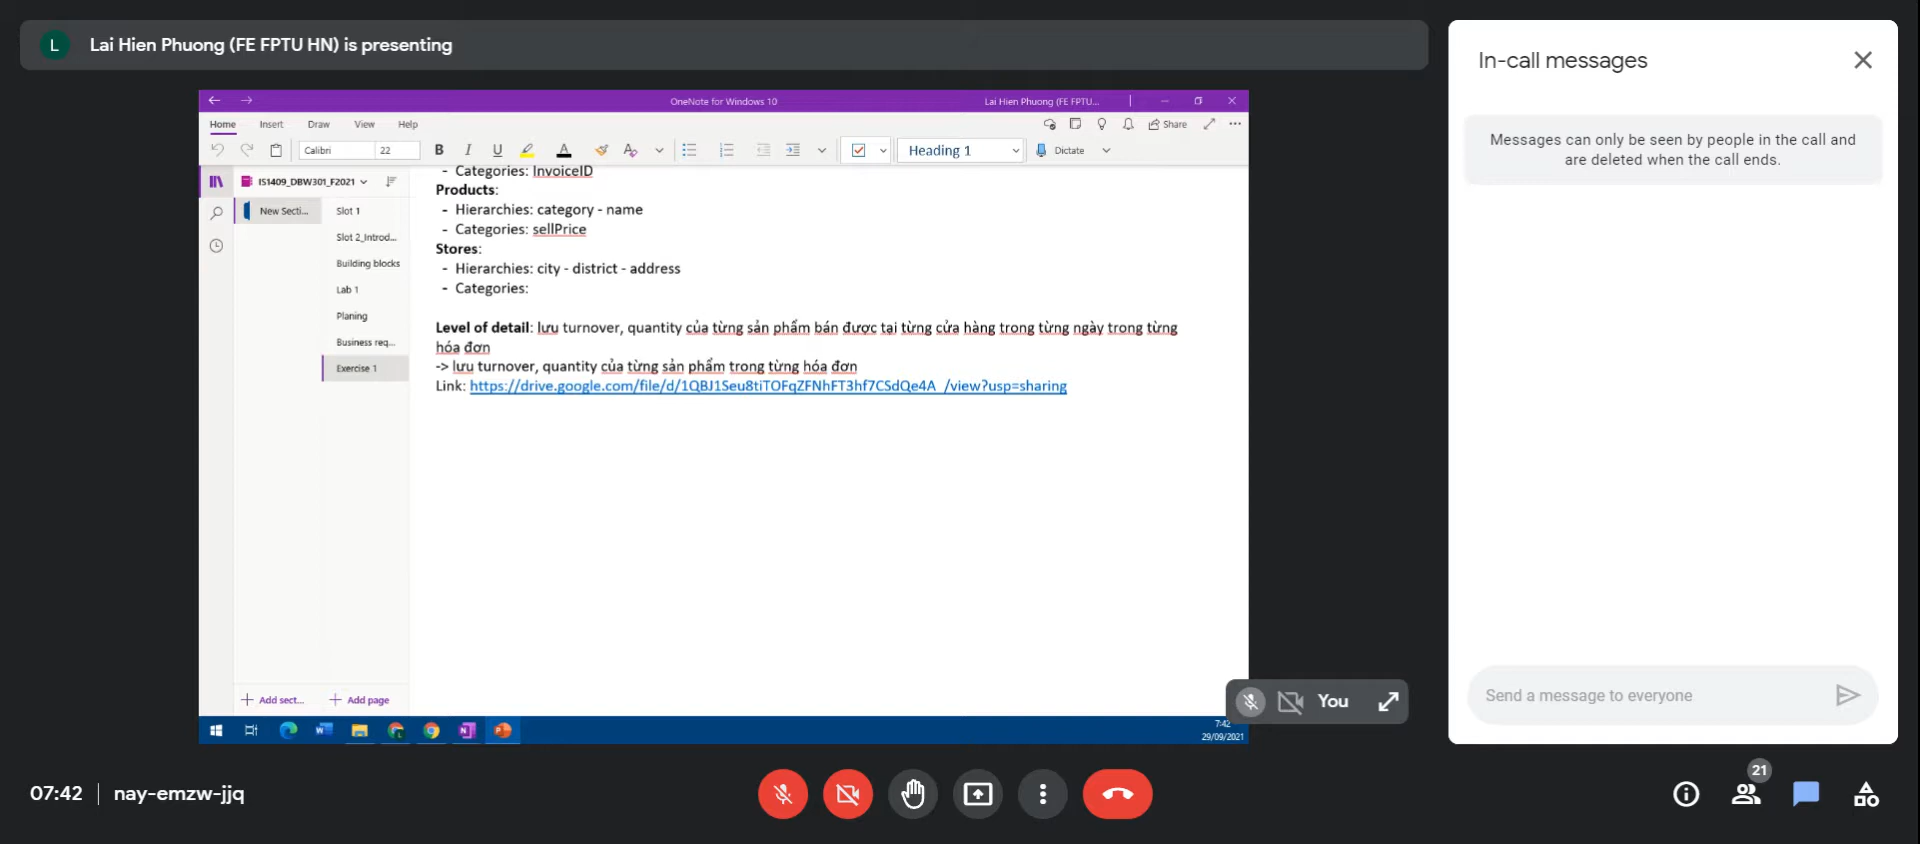 L Lai Hien Phuong (FE FPTU HN) is presenting
OneNote for Windows 10
Lai Hien Phuong (FE FPTU...
Home Insert Draw View Help
Share
Calibri 22 B I U A Heading 1 Dictate
IS1409_DBW301_F2021
New Secti...
Slot 1
Slot 2_Introd...
Building blocks
Lab 1
Planing
Business req...
Exercise 1
Add sect... Add page
- Categories: InvoiceID
Products:
- Hierarchies: category - name
- Categories: sellPrice
Stores:
- Hierarchies: city - district - address
- Categories:
Level of detail: lưu turnover, quantity của từng sản phẩm bán được tại từng cửa hàng trong từng ngày trong từng
hóa đơn
-> lưu turnover, quantity của từng sản phẩm trong từng hóa đơn
Link: https://drive.google.com/file/d/1QBJ1Seu8tiTOFqZFNhFT3hf7CSdQe4A_/view?usp=sharing
You
7:42
29/09/2021
In-call messages
Messages can only be seen by people in the call and
are deleted when the call ends.
Send a message to everyone
07:42 | nay-emzw-jjq
21